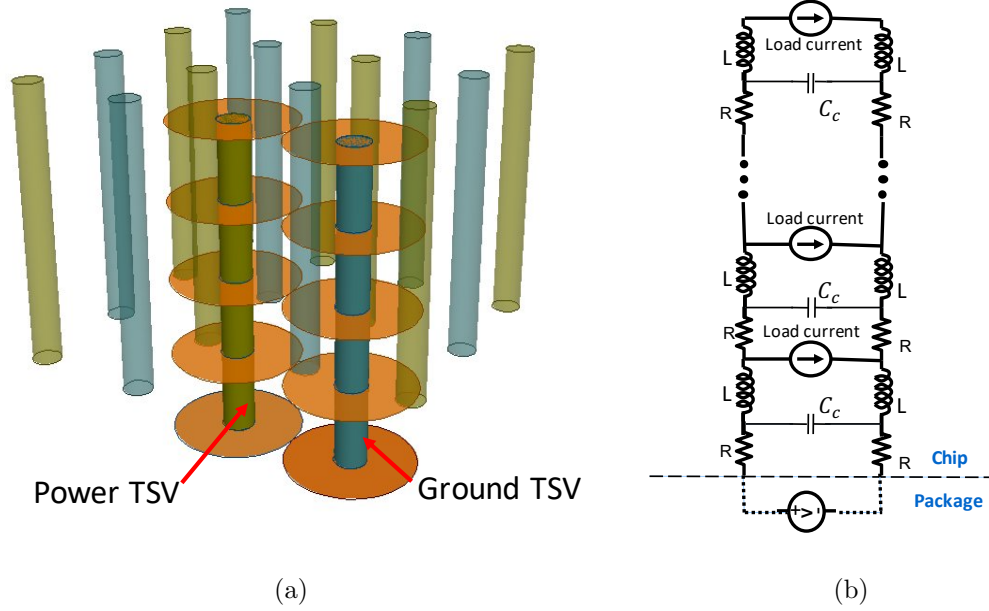 Power TSV
Ground TSV
(a)
Load current
L
L
C_c
R
R
Load current
L
L
C_c
R
R
Load current
L
L
C_c
R
R
Chip
Package
+V-
(b)